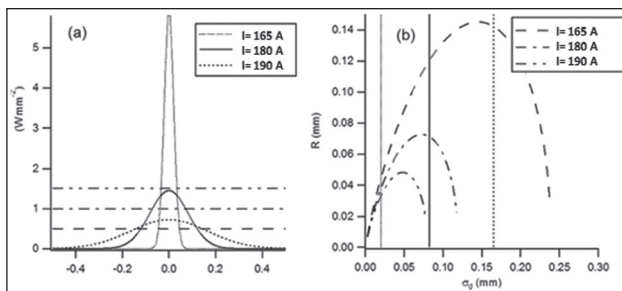 (a)
I= 165 A
I= 180 A
I= 190 A
(Wmm⁻²)
5
4
3
2
1
0
-0.4
-0.2
0.0
0.2
0.4
(b)
I= 165 A
I= 180 A
I= 190 A
R (mm)
0.14
0.12
0.10
0.08
0.06
0.04
0.02
0.00
0.00
0.05
0.10
0.15
0.20
0.25
0.30
σg (mm)